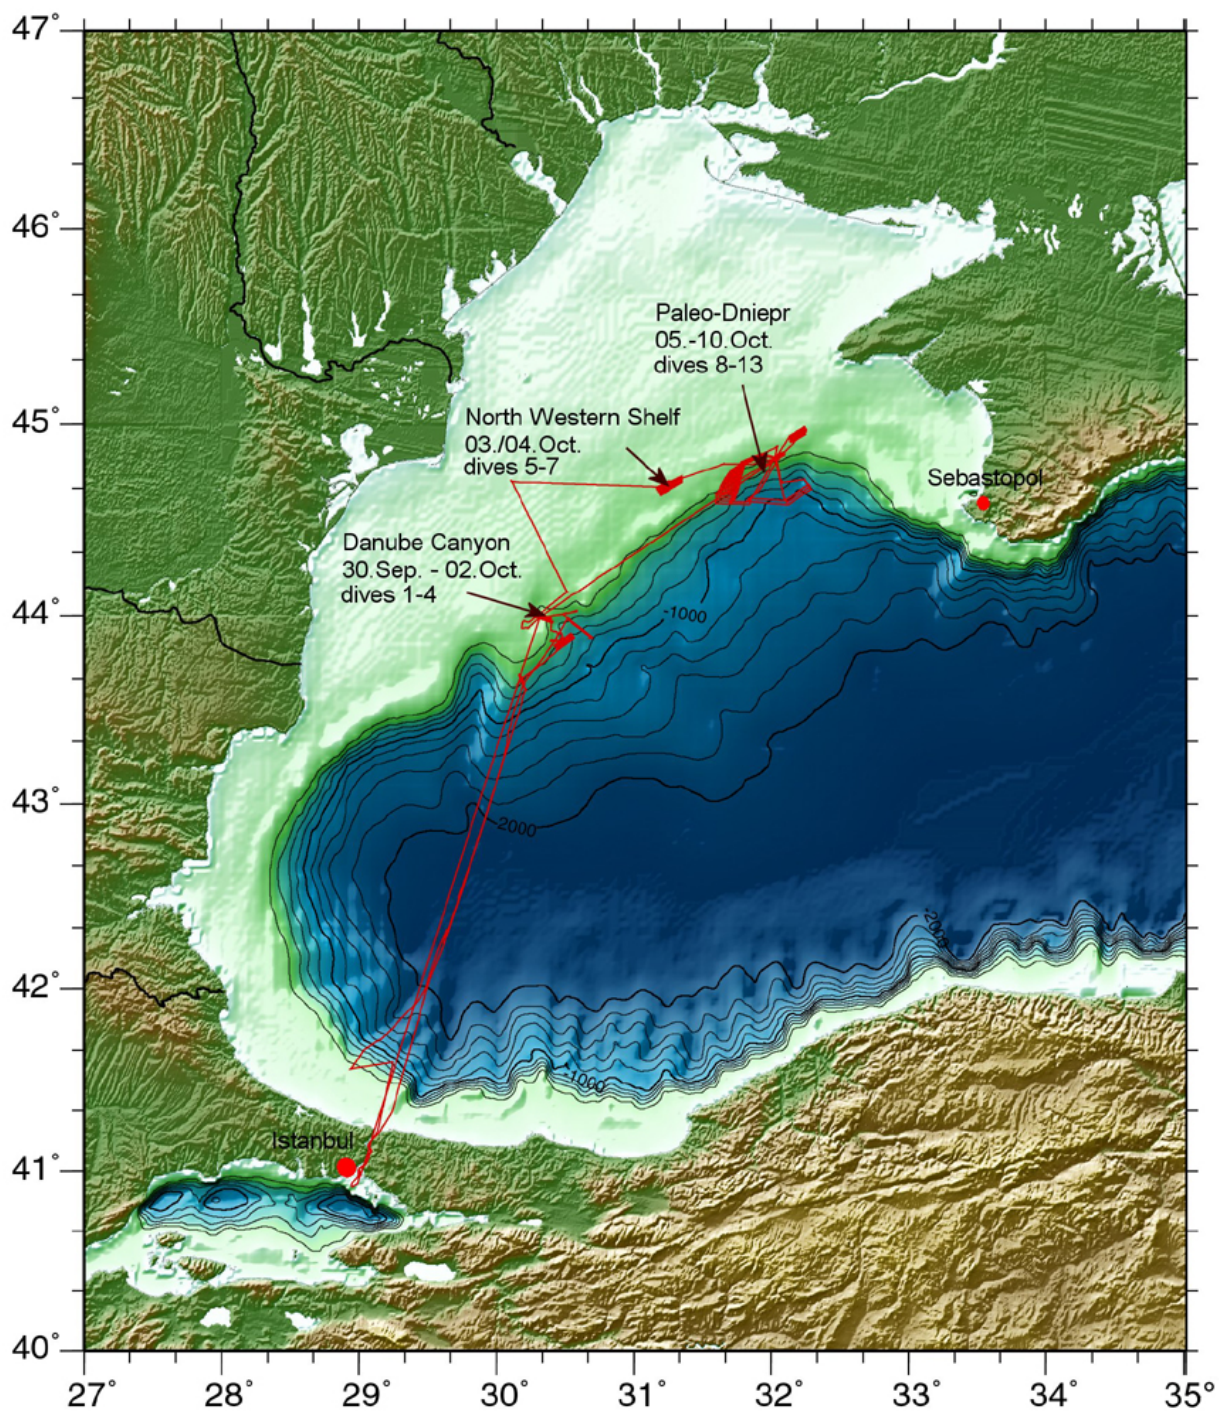 47°
46°
Paleo-Dniepr
05.-10.Oct.
dives 8-13
45°
North Western Shelf
03./04.Oct.
dives 5-7
Sebastopol
Danube Canyon
30.Sep. - 02.Oct.
dives 1-4
44°
-1000
43°
-2000
-2000
42°
-1000
Istanbul
41°
40°
27°
28°
29°
30°
31°
32°
33°
34°
35°